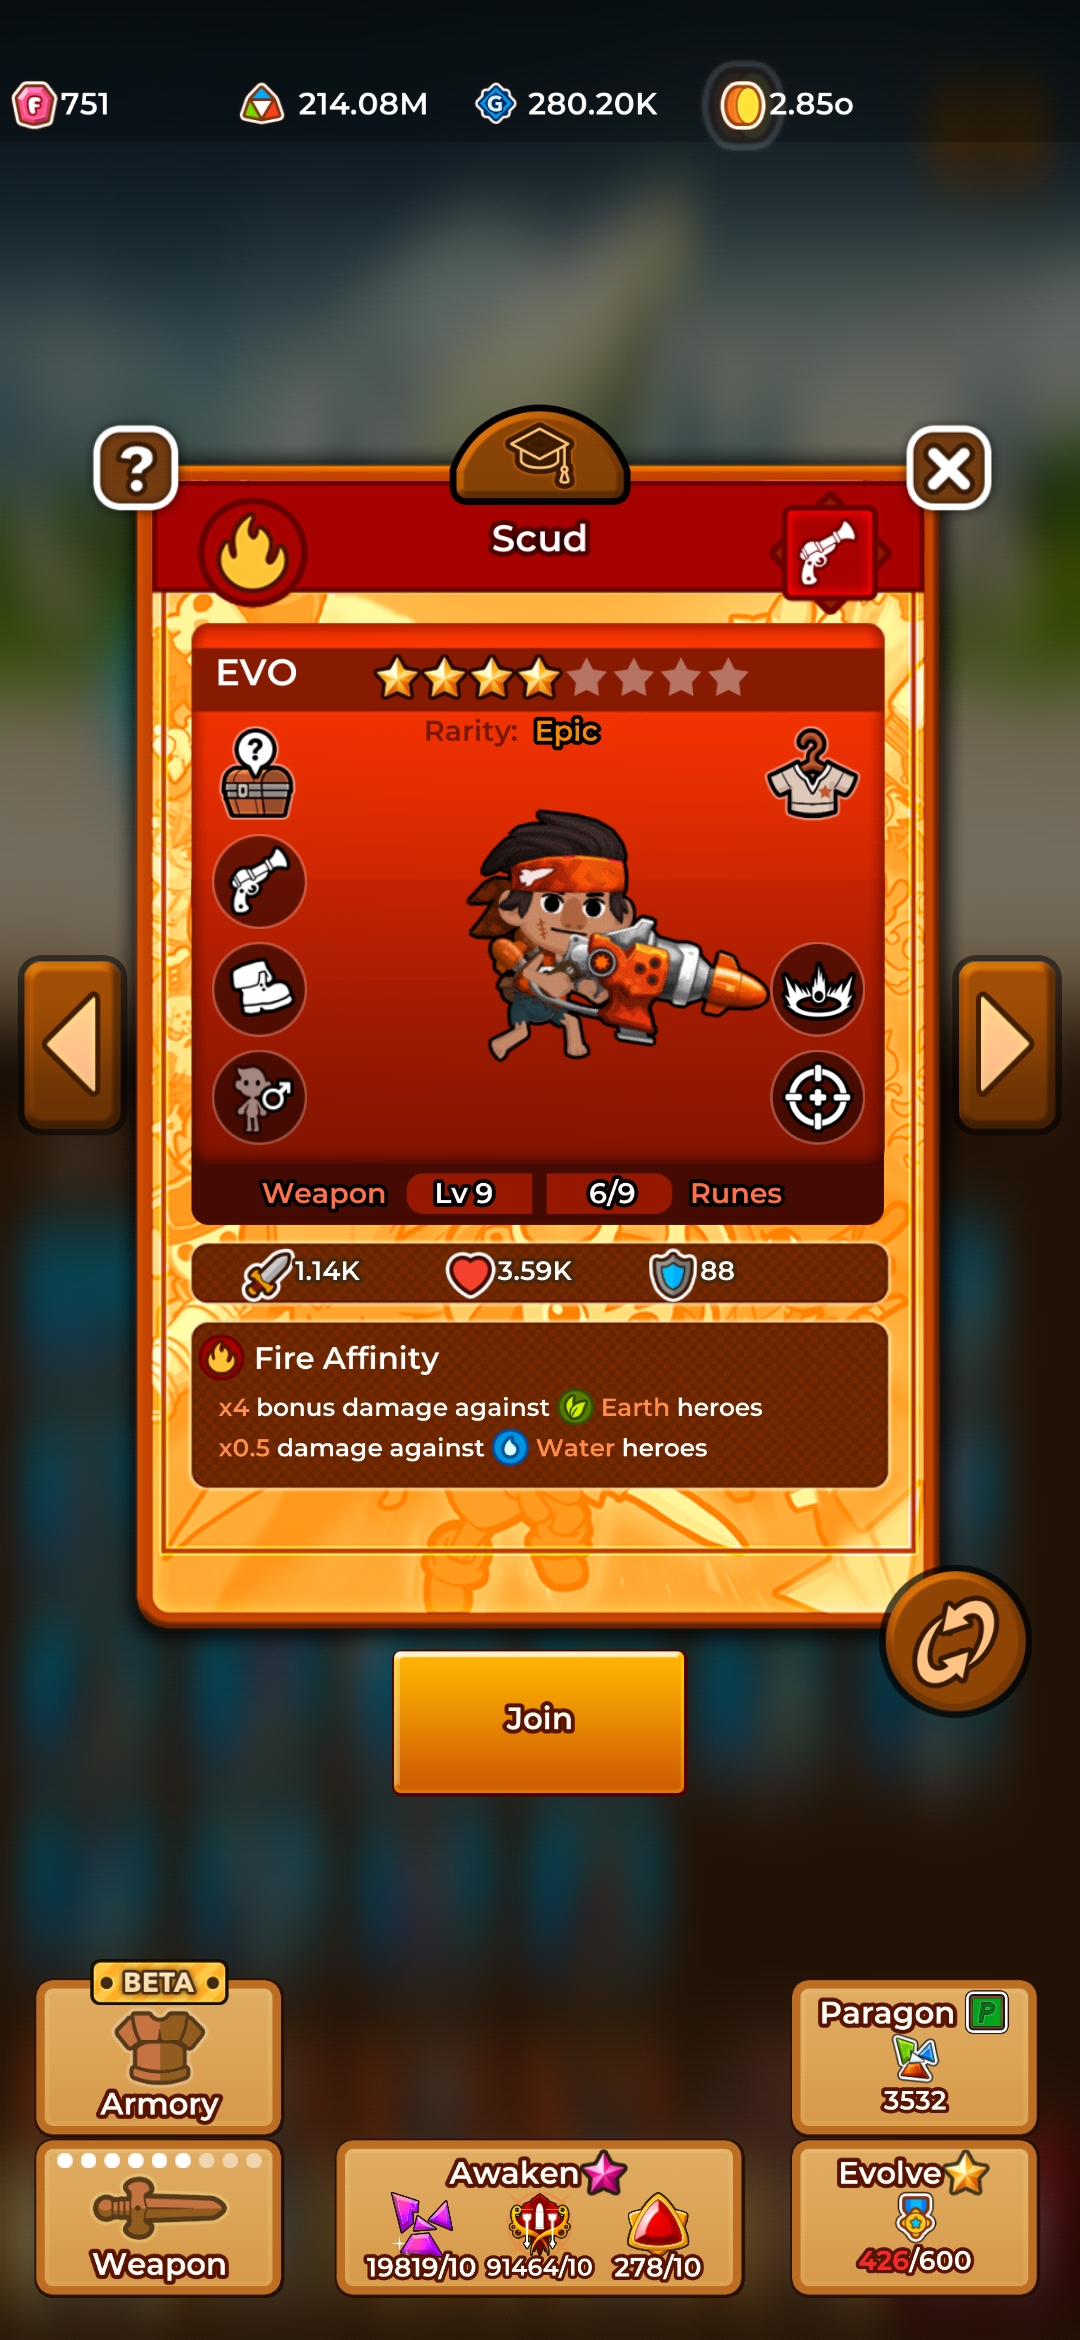 F 751 214.08M G 280.20K 2.85o
?
Scud
EVO
Rarity: Epic
?
Weapon Lv 9 6/9 Runes
1.14K 3.59K 88
Fire Affinity
x4 bonus damage against Earth heroes
x0.5 damage against Water heroes
Join
BETA
Armory
Paragon P
3532
Weapon
Awaken
19819/10 91464/10 278/10
Evolve
426/600